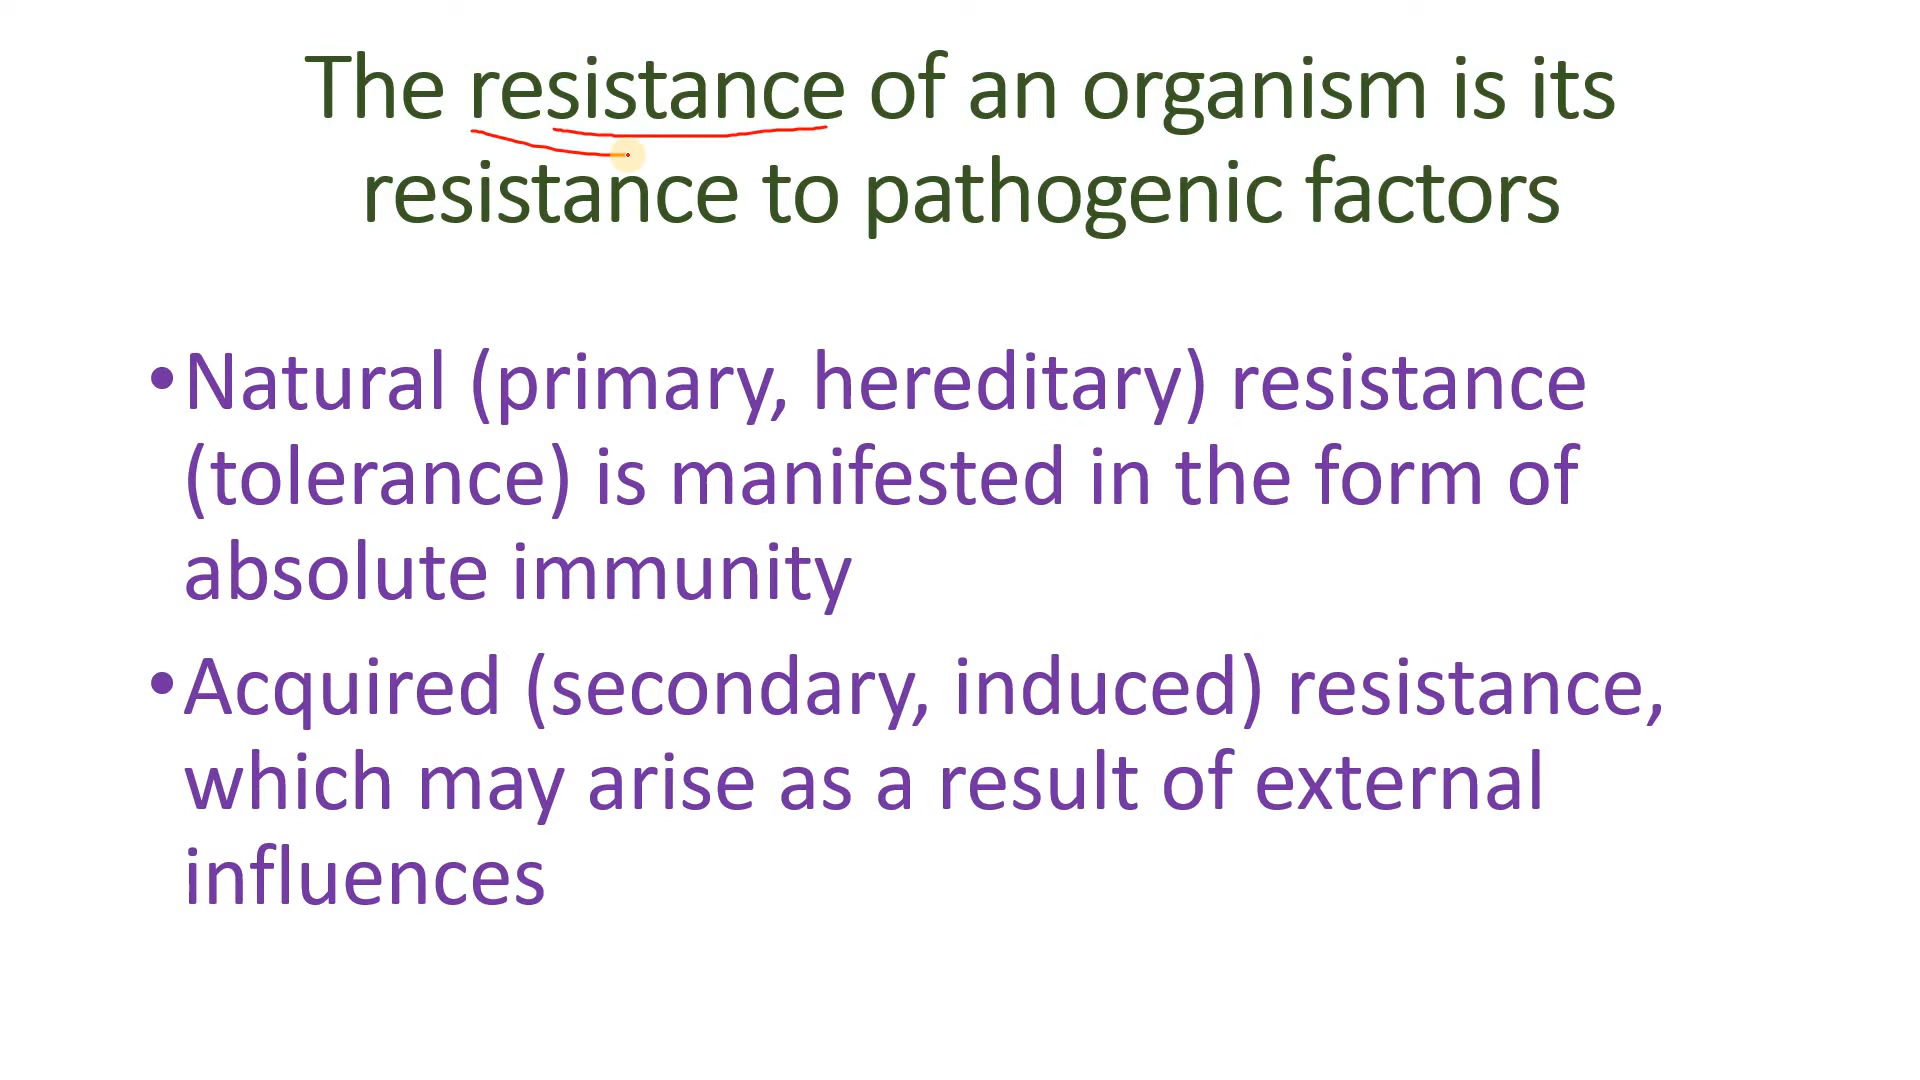 The resistance of an organism is its
resistance to pathogenic factors
•Natural (primary, hereditary) resistance
(tolerance) is manifested in the form of
absolute immunity
•Acquired (secondary, induced) resistance,
which may arise as a result of external
influences